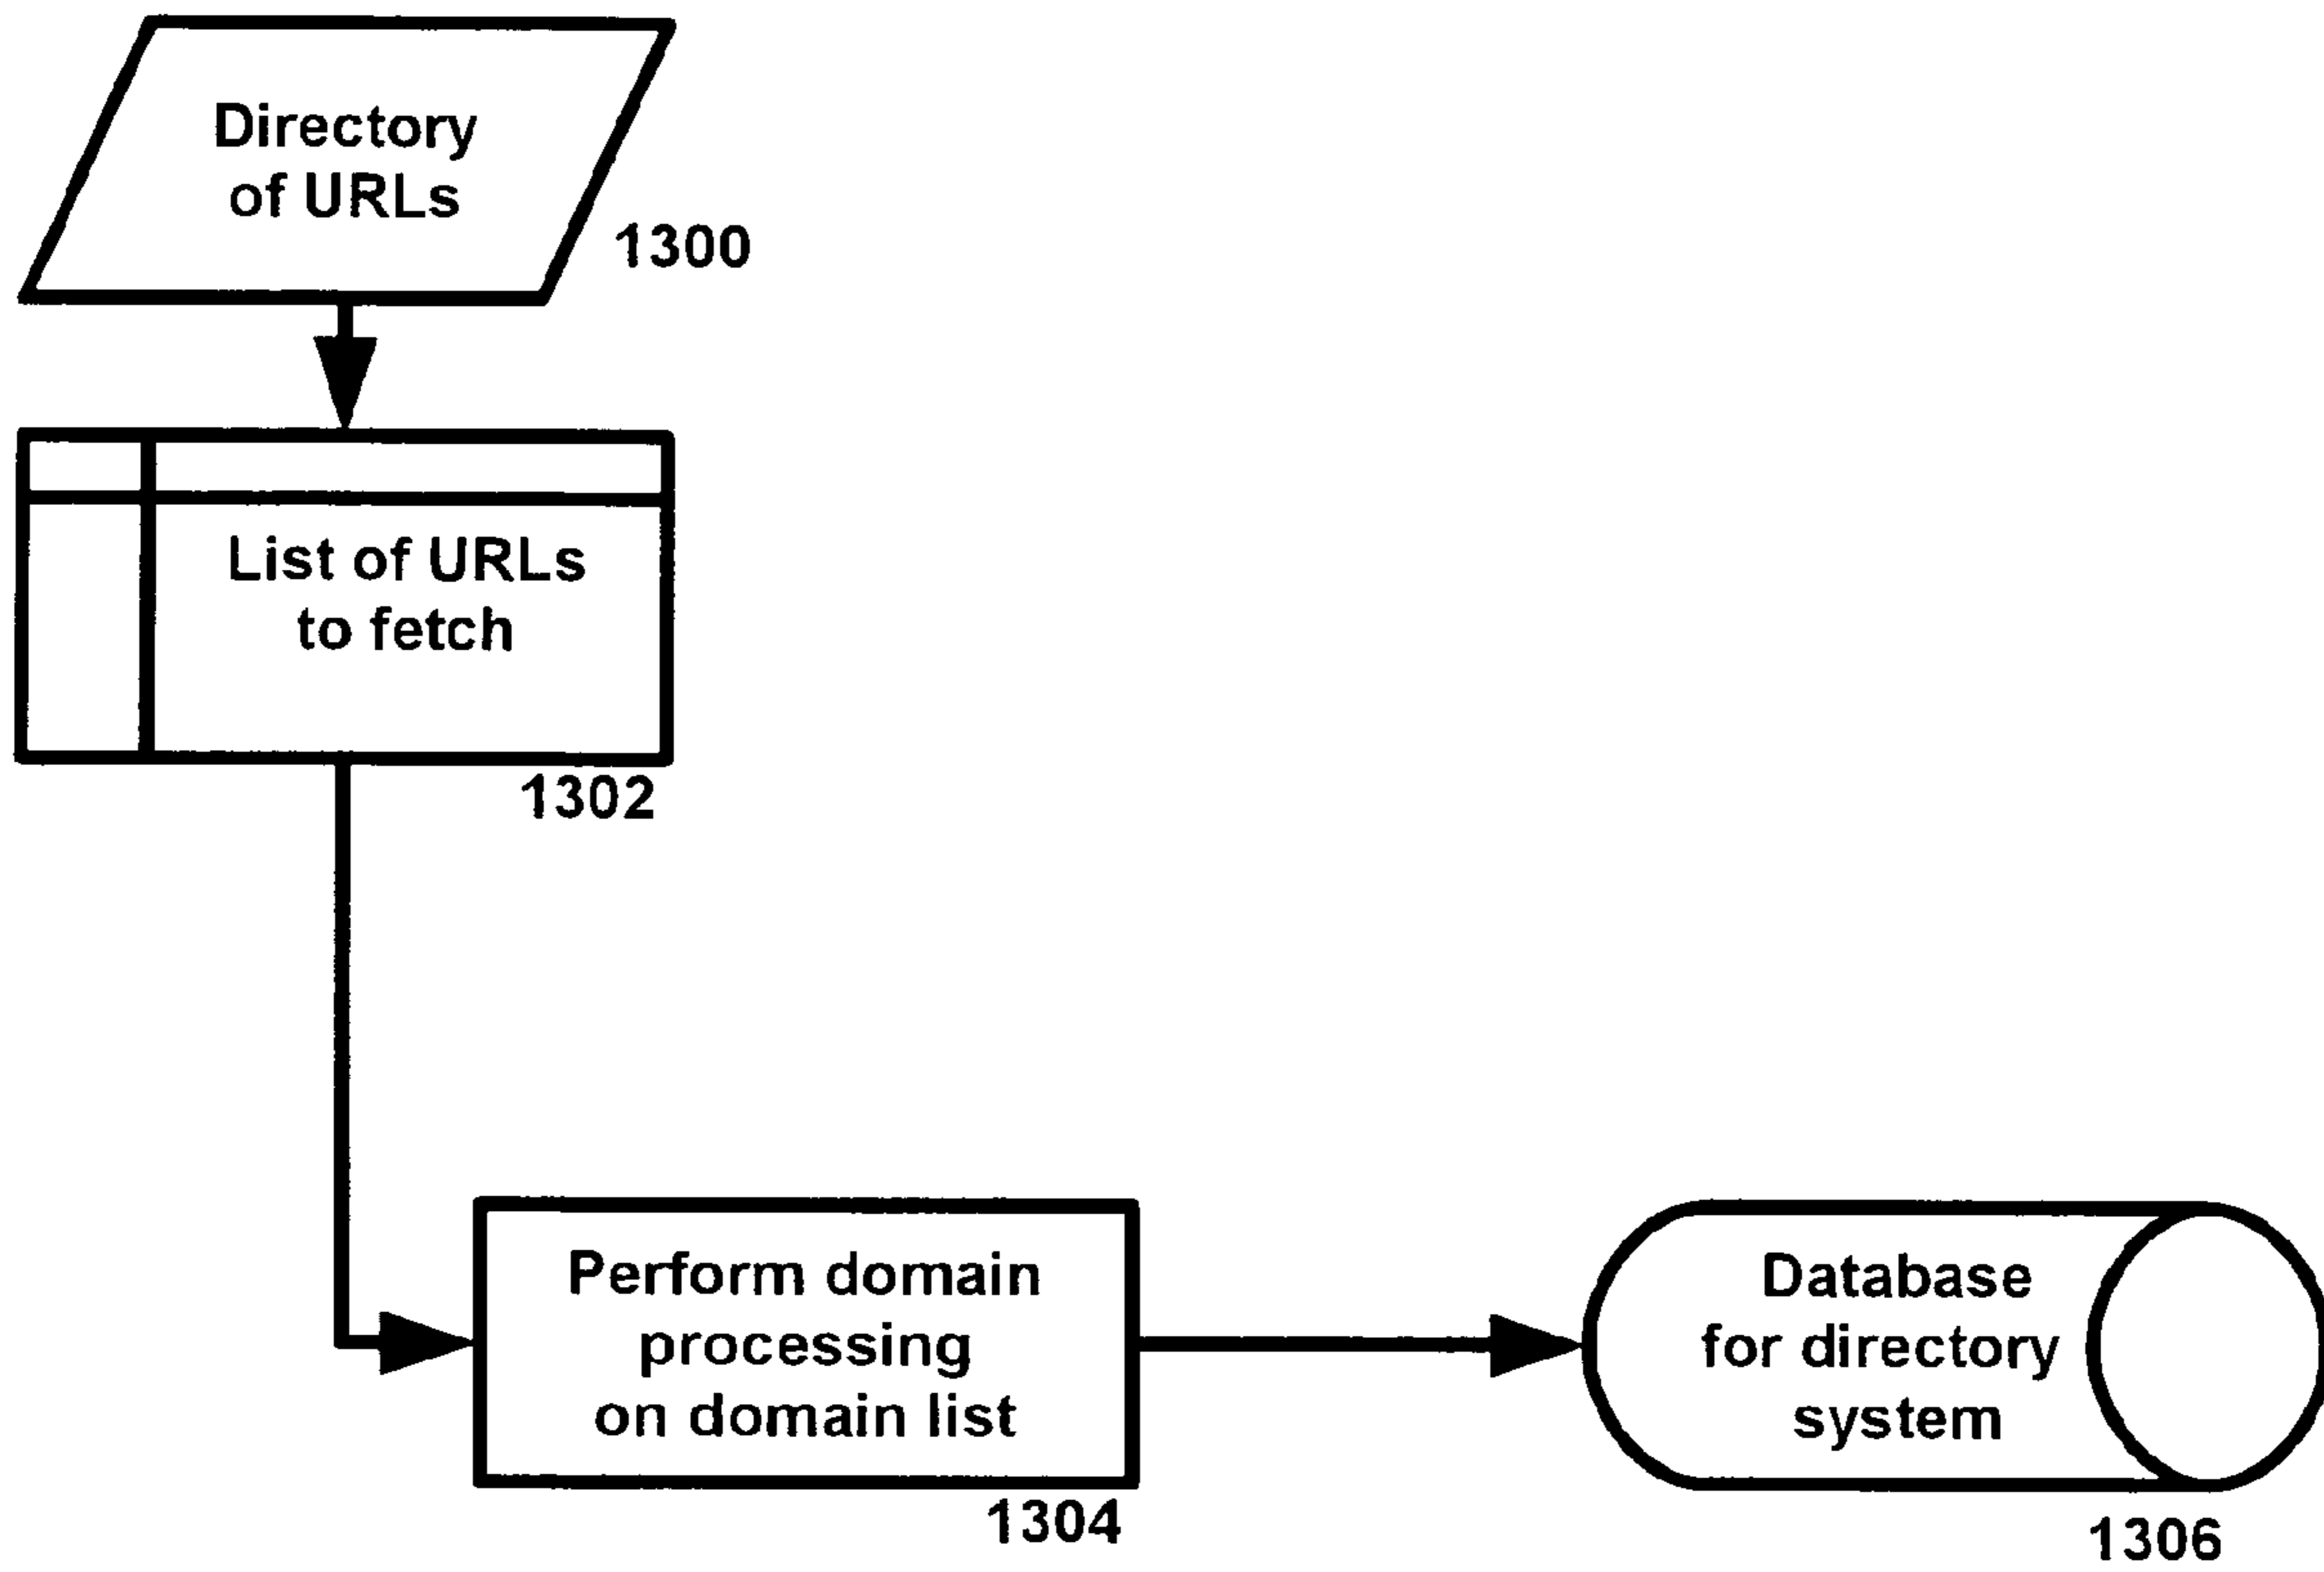 Directory
of URLs
1300
List of URLs
to fetch
1302
Perform domain
processing
on domain list
1304
Database
for directory
system
1306